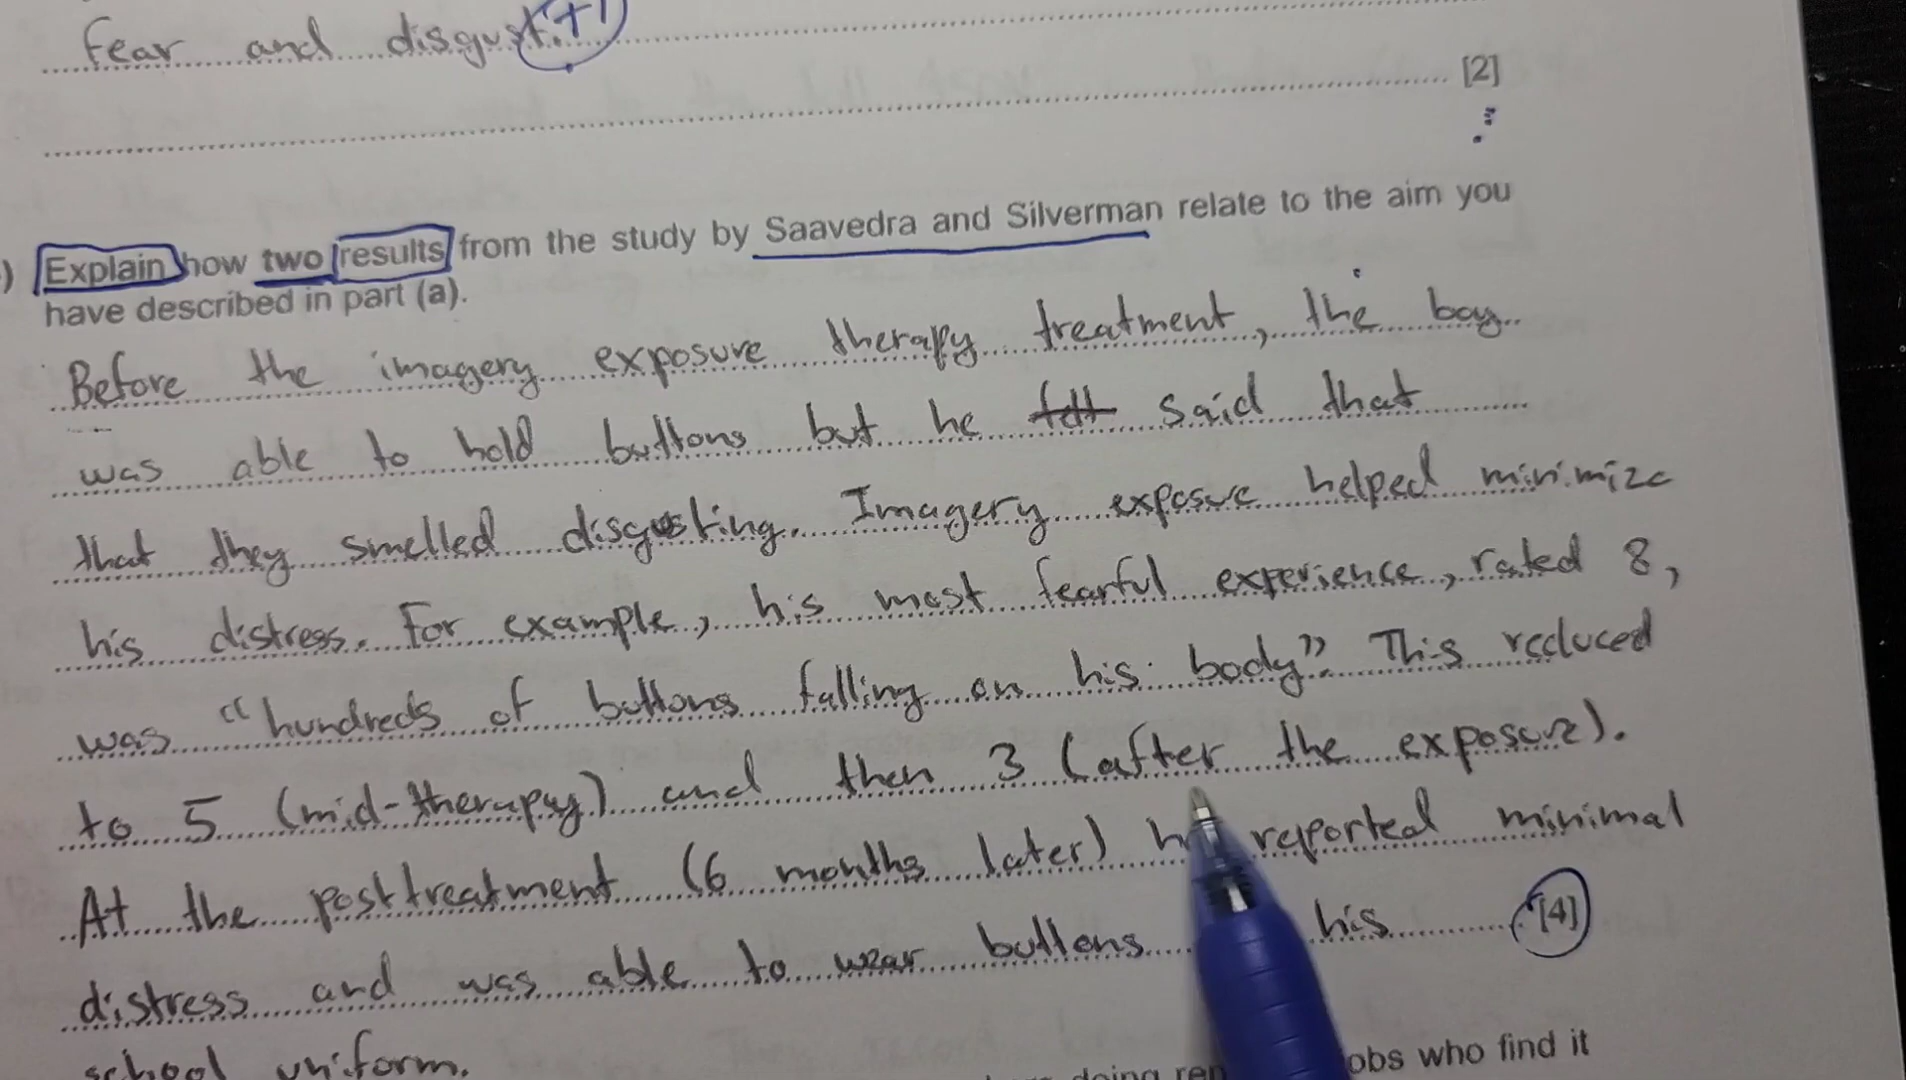 fear and disgust. +1
[2]
) Explain how two results from the study by Saavedra and Silverman relate to the aim you
have described in part (a).
Before the imagery exposure therapy treatment, the boy
was able to hold buttons but he felt said that
that they smelled disgusting. Imagery exposure helped minimize
his distress. For example, his most fearful experience, rated 8,
was "hundreds of buttons falling on his body". This reduced
to 5 (mid-therapy) and then 3 (after the exposure).
At the posttreatment (6 months later) he reported minimal
distress and was able to wear buttons his
[4]
school uniform.
doing obs who find it